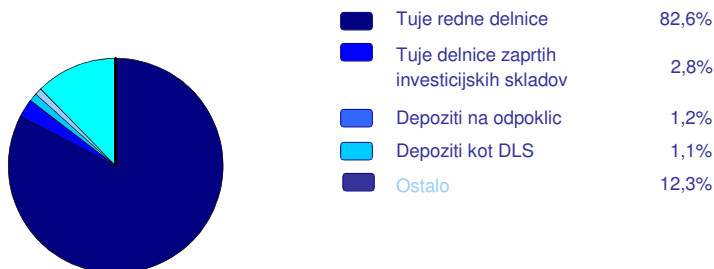 Tuje redne delnice 82,6%
Tuje delnice zaprtih
investicijskih skladov 2,8%
Depoziti na odpoklic 1,2%
Depoziti kot DLS 1,1%
Ostalo 12,3%